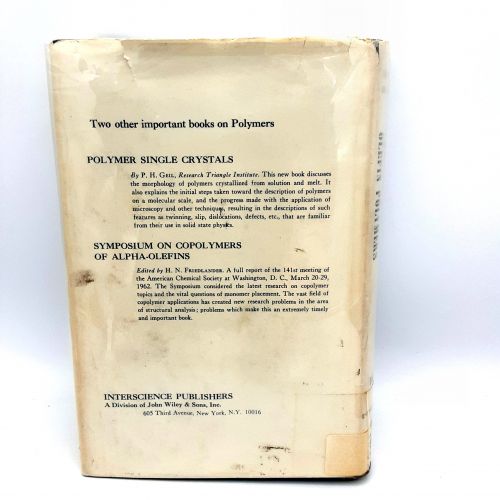 Two other important books on Polymers
POLYMER SINGLE CRYSTALS
By P. H. GEIL, Research Triangle Institute. This new book discusses
the morphology of polymers crystallized from solution and melt. It
also explains the initial steps taken toward the description of polymers
on a molecular scale, and the progress made with the application of
microscopy and other techniques, resulting in the descriptions of such
features as twinning, slip, dislocations, defects, etc., that are familiar
from their use in solid state physics.
SYMPOSIUM ON COPOLYMERS
OF ALPHA-OLEFINS
Edited by H. N. FRIEDLANDER. A full report of the 141st meeting of
the American Chemical Society at Washington, D. C., March 20-29,
1962. The Symposium considered the latest research on copolymer
topics and the vital questions of monomer placement. The vast field of
copolymer applications has created new research problems in the area
of structural analysis; problems which make this an extremely timely
and important book.
INTERSCIENCE PUBLISHERS
A Division of John Wiley & Sons, Inc.
605 Third Avenue, New York, N.Y. 10016